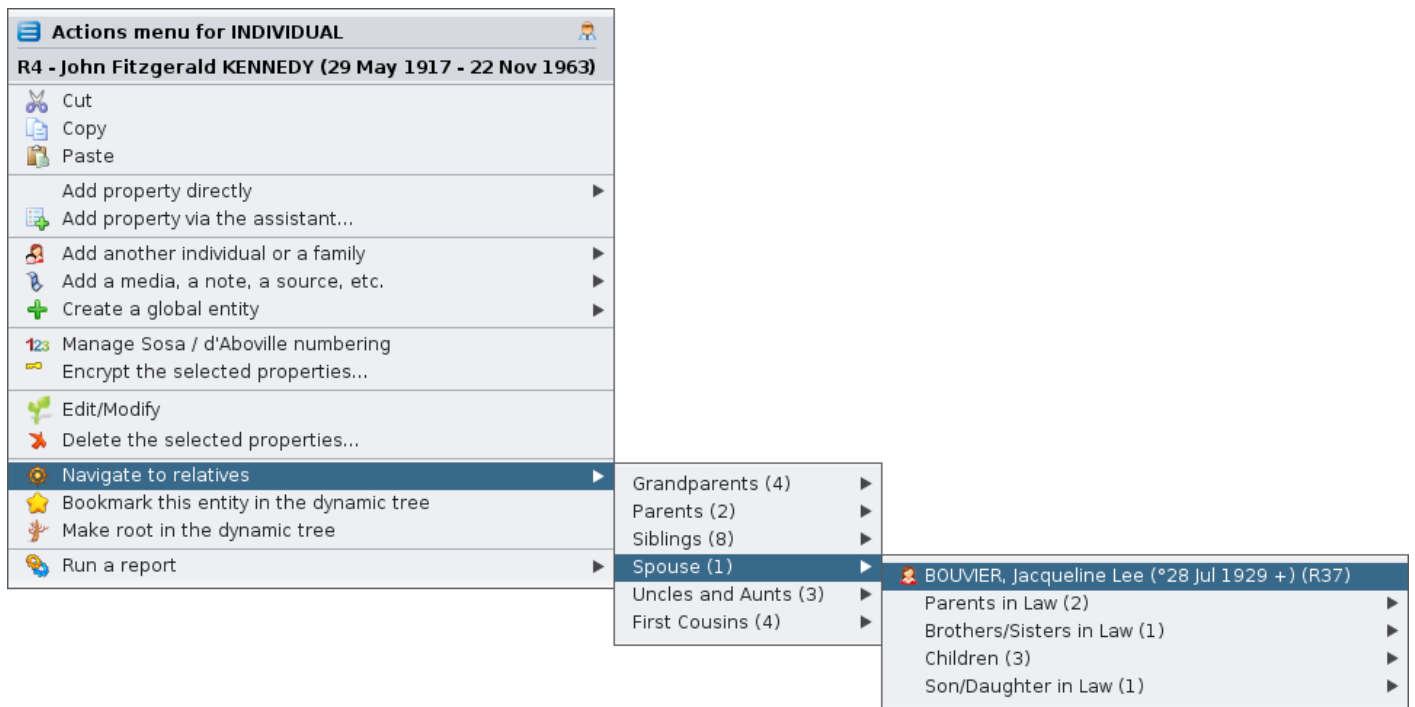 Actions menu for INDIVIDUAL
R4 - John Fitzgerald KENNEDY (29 May 1917 - 22 Nov 1963)
Cut
Copy
Paste
Add property directly
Add property via the assistant...
Add another individual or a family
Add a media, a note, a source, etc.
Create a global entity
123 Manage Sosa / d'Aboville numbering
Encrypt the selected properties...
Edit/Modify
Delete the selected properties...
Navigate to relatives
Bookmark this entity in the dynamic tree
Make root in the dynamic tree
Run a report
Grandparents (4)
Parents (2)
Siblings (8)
Spouse (1)
Uncles and Aunts (3)
First Cousins (4)
BOUVIER, Jacqueline Lee (°28 Jul 1929 +) (R37)
Parents in Law (2)
Brothers/Sisters in Law (1)
Children (3)
Son/Daughter in Law (1)